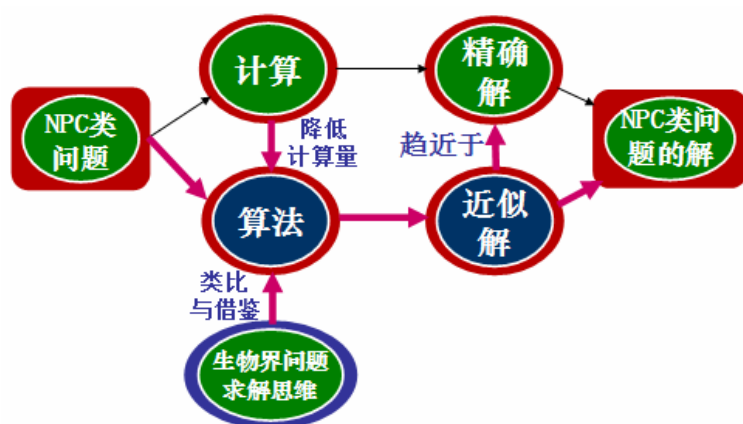 计算
精确
解
NPC类
问题
降低
计算量
趋近于
NPC类问
题的解
算法
近似
解
类比
与借鉴
生物界问题
求解思维